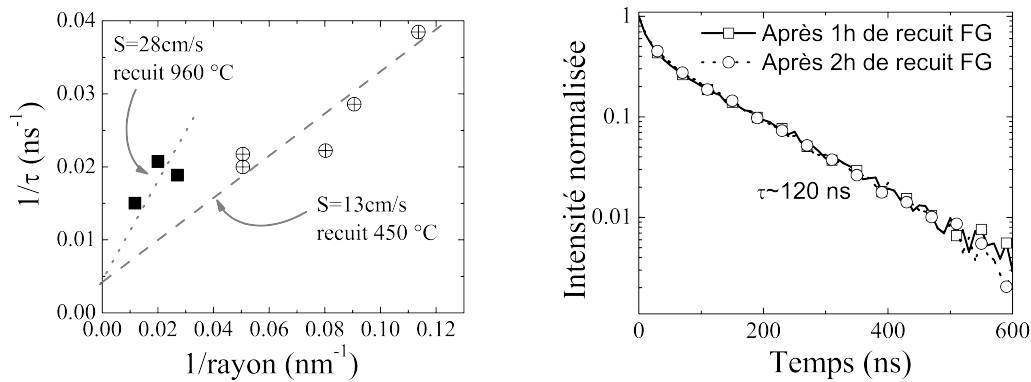 0.04
0.04
0.03
0.02
0.01
0.00
0.00 0.02 0.04 0.06 0.08 0.10 0.12
1/τ (ns⁻¹)
1/rayon (nm⁻¹)
S=28cm/s
recuit 960 °C
S=13cm/s
recuit 450 °C
1
0.1
0.01
0 200 400 600
Intensité normalisée
Temps (ns)
Après 1h de recuit FG
Après 2h de recuit FG
τ~120 ns